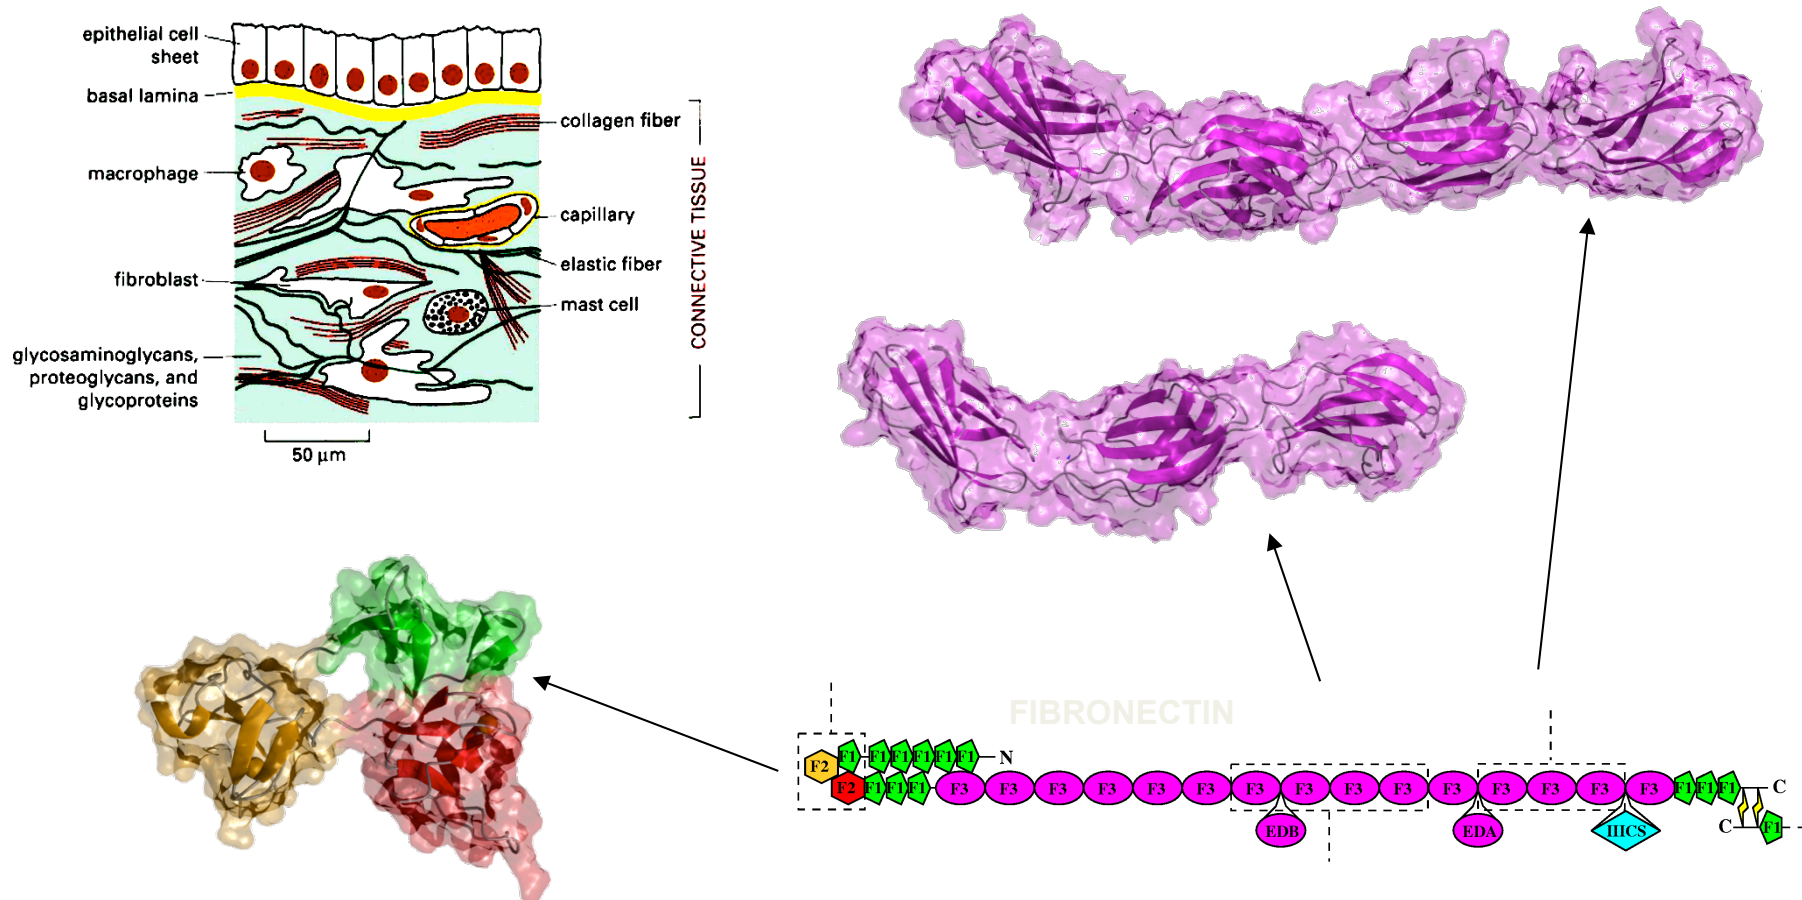 epithelial cell
sheet
basal lamina
macrophage
fibroblast
glycosaminoglycans,
proteoglycans, and
glycoproteins
collagen fiber
capillary
elastic fiber
mast cell
CONNECTIVE TISSUE
50 µm
FIBRONECTIN
F2 F1 F1 F1 F1 F1 F1 N
F2 F1 F1 F1 F3 F3 F3 F3 F3 F3 F3 F3 F3 F3 F3 F3 F3 F3 F3 F1 F1 F1 C
EDB EDA IIICS C F1